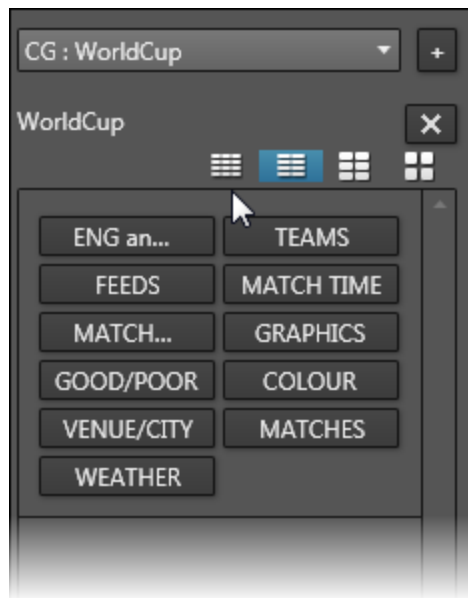 CG : WorldCup
+
WorldCup
ENG an... TEAMS
FEEDS MATCH TIME
MATCH... GRAPHICS
GOOD/POOR COLOUR
VENUE/CITY MATCHES
WEATHER